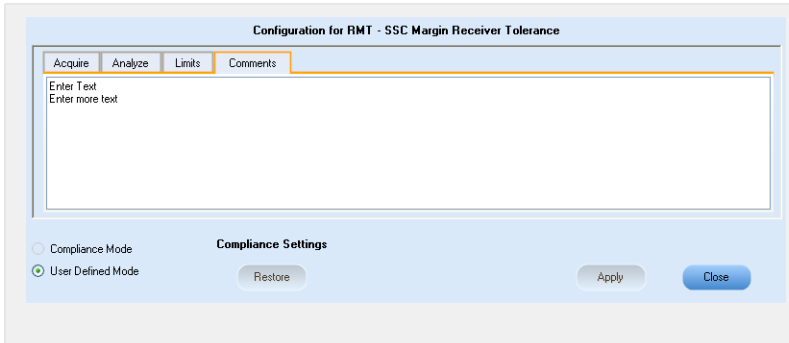 Configuration for RMT - SSC Margin Receiver Tolerance
Acquire Analyze Limits Comments
Enter Text
Enter more text
Compliance Mode
Compliance Settings
User Defined Mode
Restore Apply Close